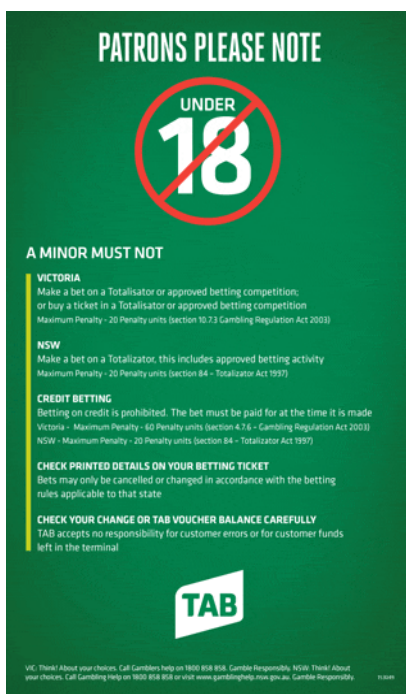 PATRONS PLEASE NOTE
UNDER
18
A MINOR MUST NOT
VICTORIA
Make a bet on a Totalisator or approved betting competition;
or buy a ticket in a Totalisator or approved betting competition
Maximum Penalty - 20 Penalty units (section 10.7.3 Gambling Regulation Act 2003)
NSW
Make a bet on a Totalizator, this includes approved betting activity
Maximum Penalty - 20 Penalty units (section 84 – Totalizator Act 1997)
CREDIT BETTING
Betting on credit is prohibited. The bet must be paid for at the time it is made
Victoria - Maximum Penalty - 60 Penalty units (section 4.7.6 – Gambling Regulation Act 2003)
NSW - Maximum Penalty - 20 Penalty units (section 84 – Totalizator Act 1997)
CHECK PRINTED DETAILS ON YOUR BETTING TICKET
Bets may only be cancelled or changed in accordance with the betting
rules applicable to that state
CHECK YOUR CHANGE OR TAB VOUCHER BALANCE CAREFULLY
TAB accepts no responsibility for customer errors or for customer funds
left in the terminal
TAB
VIC: Think! About your choices. Call Gamblers help on 1800 858 858. Gamble Responsibly. NSW: Think! About
your choices. Call Gambling Help on 1800 858 858 or visit www.gamblinghelp.nsw.gov.au. Gamble Responsibly.